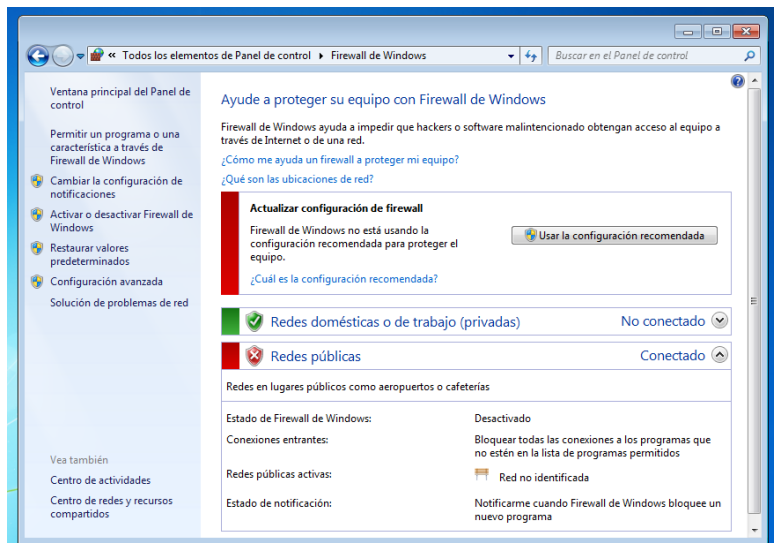 « Todos los elementos de Panel de control ▸ Firewall de Windows
Buscar en el Panel de control
Ventana principal del Panel de
control
Permitir un programa o una
característica a través de
Firewall de Windows
Cambiar la configuración de
notificaciones
Activar o desactivar Firewall de
Windows
Restaurar valores
predeterminados
Configuración avanzada
Solución de problemas de red
Vea también
Centro de actividades
Centro de redes y recursos
compartidos
Ayude a proteger su equipo con Firewall de Windows
Firewall de Windows ayuda a impedir que hackers o software malintencionado obtengan acceso al equipo a
través de Internet o de una red.
¿Cómo me ayuda un firewall a proteger mi equipo?
¿Qué son las ubicaciones de red?
Actualizar configuración de firewall
Firewall de Windows no está usando la
configuración recomendada para proteger el
equipo.
Usar la configuración recomendada
¿Cuál es la configuración recomendada?
Redes domésticas o de trabajo (privadas) No conectado
Redes públicas Conectado
Redes en lugares públicos como aeropuertos o cafeterías
Estado de Firewall de Windows: Desactivado
Conexiones entrantes: Bloquear todas las conexiones a los programas que
no estén en la lista de programas permitidos
Redes públicas activas: Red no identificada
Estado de notificación: Notificarme cuando Firewall de Windows bloquee un
nuevo programa